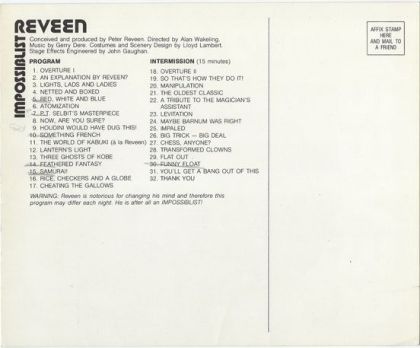 REVEEN
IMPOSSIBLIST
Conceived and produced by Peter Reveen. Directed by Alan Wakeling.
Music by Gerry Dere. Costumes and Scenery Design by Lloyd Lambert.
Stage Effects Engineered by John Gaughan.
PROGRAM
1. OVERTURE I
2. AN EXPLANATION BY REVEEN?
3. LIGHTS, LADS AND LADIES
4. NETTED AND BOXED
5. RED, WHITE AND BLUE
6. ATOMIZATION
7. P.T. SELBIT'S MASTERPIECE
8. NOW, ARE YOU SURE?
9. HOUDINI WOULD HAVE DUG THIS!
10. SOMETHING FRENCH
11. THE WORLD OF KABUKI (à la Reveen)
12. LANTERN'S LIGHT
13. THREE GHOSTS OF KOBE
14. FEATHERED FANTASY
15. SAMURAI!
16. RICE, CHECKERS AND A GLOBE
17. CHEATING THE GALLOWS
INTERMISSION (15 minutes)
18. OVERTURE II
19. SO THAT'S HOW THEY DO IT!
20. MANIPULATION
21. THE OLDEST CLASSIC
22. A TRIBUTE TO THE MAGICIAN'S
ASSISTANT
23. LEVITATION
24. MAYBE BARNUM WAS RIGHT
25. IMPALED
26. BIG TRICK — BIG DEAL
27. CHESS, ANYONE?
28. TRANSFORMED CLOWNS
29. FLAT OUT
30. FUNNY FLOAT
31. YOU'LL GET A BANG OUT OF THIS
32. THANK YOU
WARNING: Reveen is notorious for changing his mind and therefore this
program may differ each night. He is after all an IMPOSSIBLIST!
AFFIX STAMP
HERE
AND MAIL TO
A FRIEND